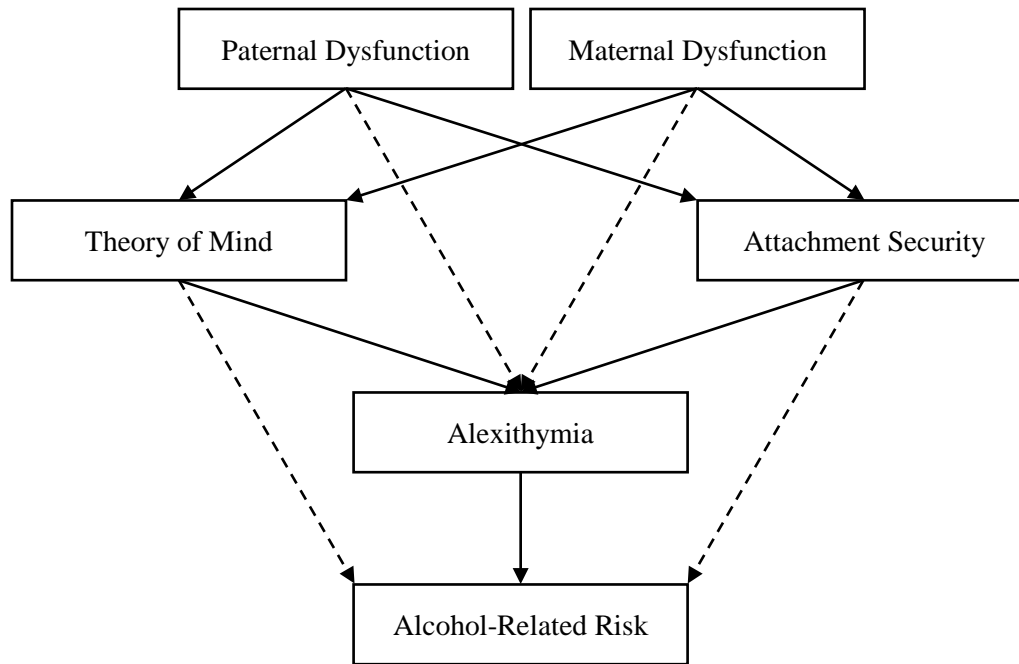 Paternal Dysfunction
Maternal Dysfunction
Theory of Mind
Attachment Security
Alexithymia
Alcohol-Related Risk